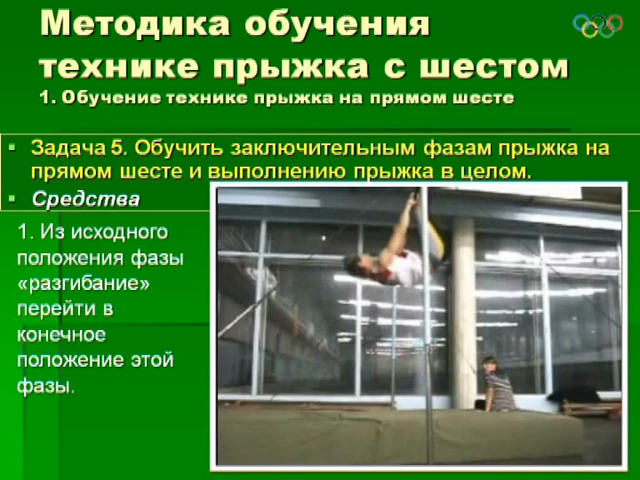 Методика обучения
технике прыжка с шестом
1. Обучение технике прыжка на прямом шесте
Задача 5. Обучить заключительным фазам прыжка на
прямом шесте и выполнению прыжка в целом.
Средства
1. Из исходного
положения фазы
«разгибание»
перейти в
конечное
положение этой
фазы.